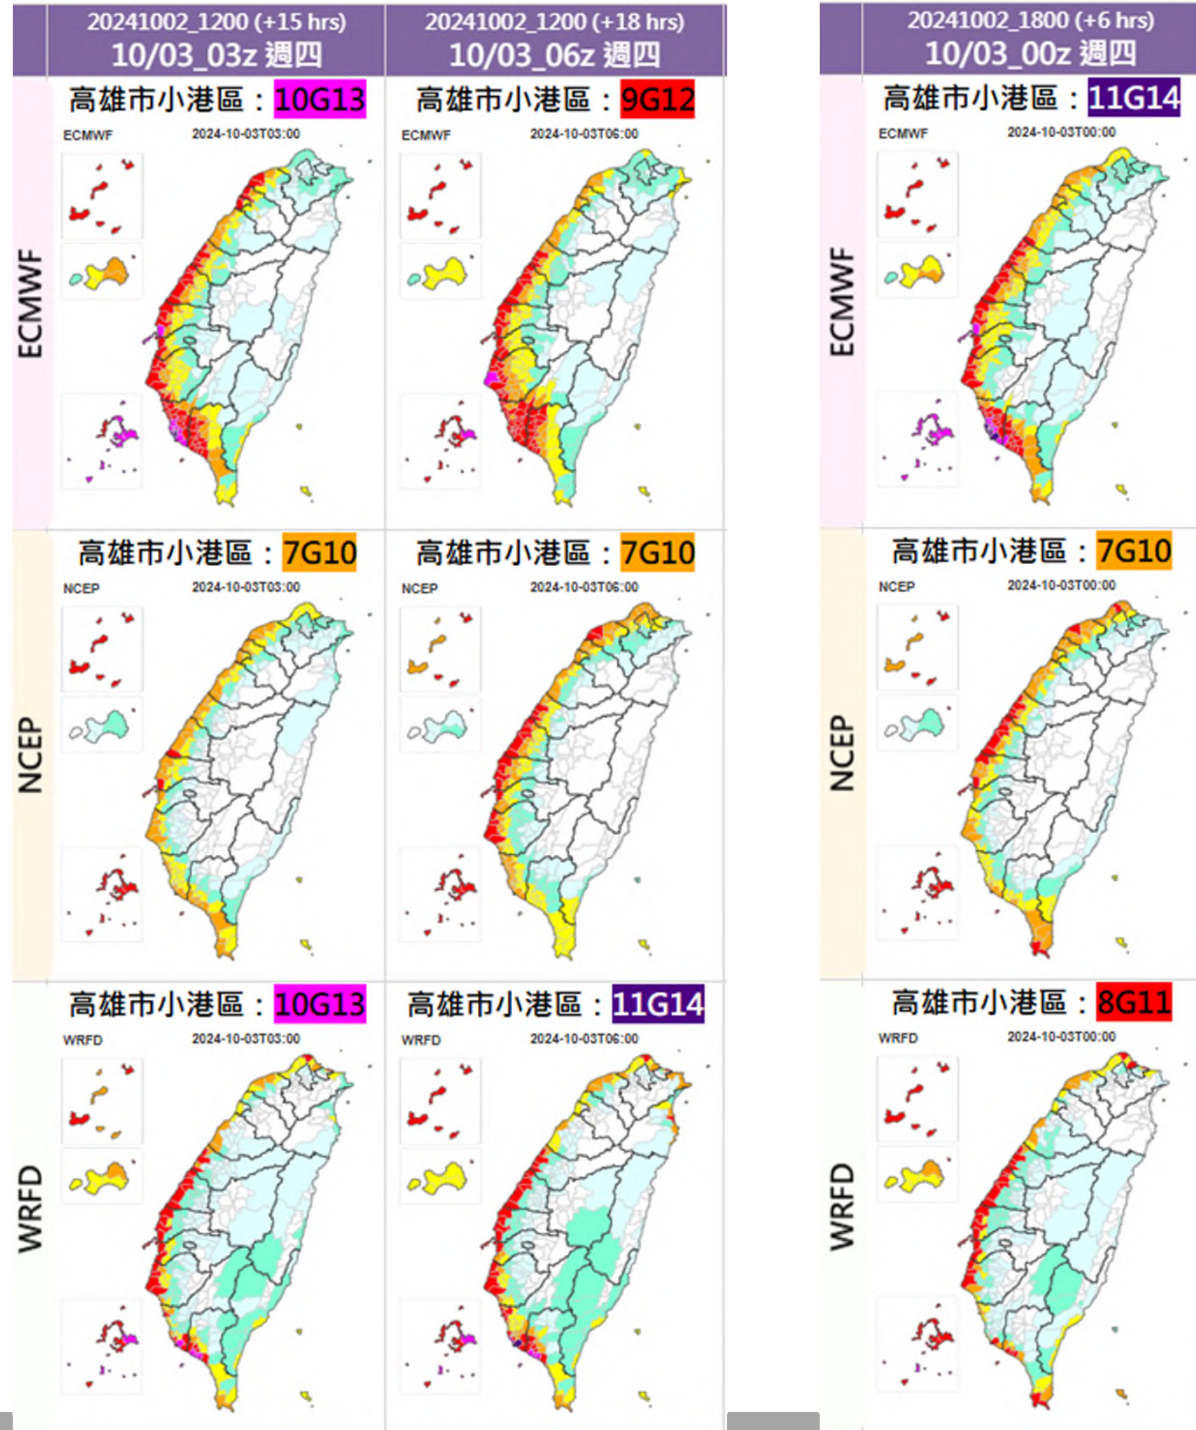 20241002_1200 (+15 hrs)
10/03_03z 週四
20241002_1200 (+18 hrs)
10/03_06z 週四
20241002_1800 (+6 hrs)
10/03_00z 週四
ECMWF
高雄市小港區：10G13
ECMWF 2024-10-03T03:00
高雄市小港區：9G12
ECMWF 2024-10-03T06:00
ECMWF
高雄市小港區：11G14
ECMWF 2024-10-03T00:00
NCEP
高雄市小港區：7G10
NCEP 2024-10-03T03:00
高雄市小港區：7G10
NCEP 2024-10-03T06:00
NCEP
高雄市小港區：7G10
NCEP 2024-10-03T00:00
WRFD
高雄市小港區：10G13
WRFD 2024-10-03T03:00
高雄市小港區：11G14
WRFD 2024-10-03T06:00
WRFD
高雄市小港區：8G11
WRFD 2024-10-03T00:00